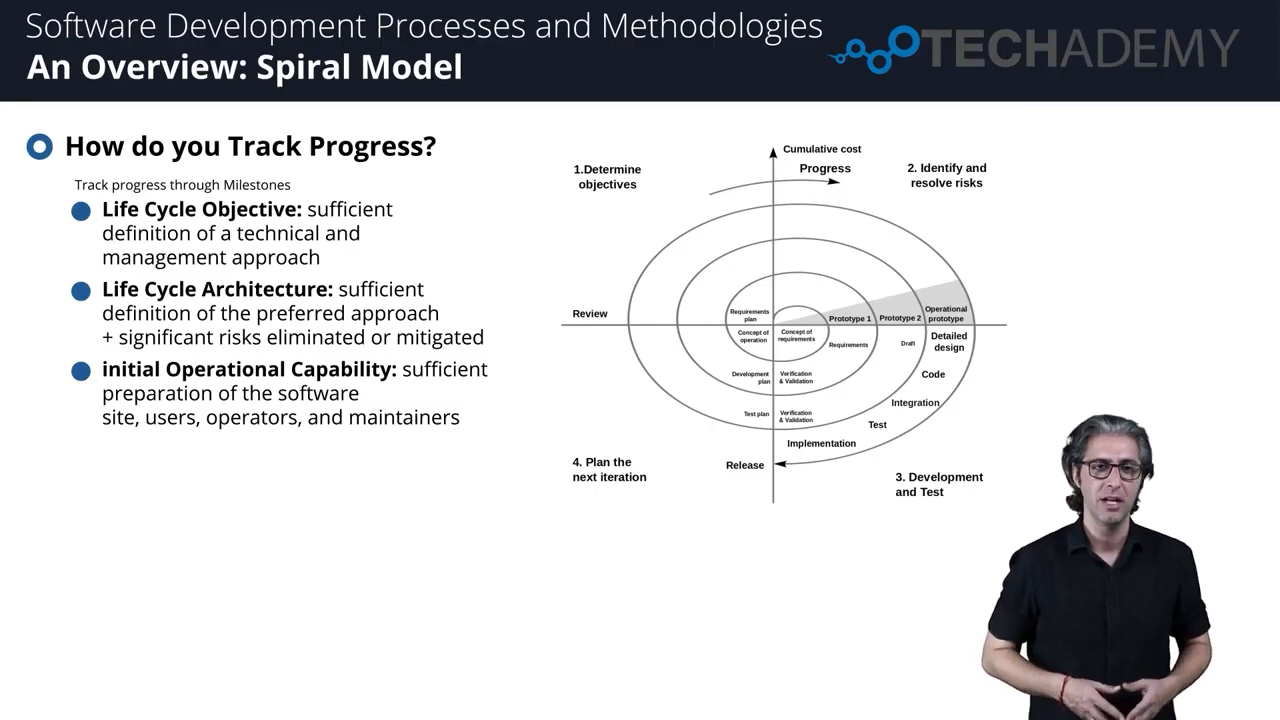 Software Development Processes and Methodologies
An Overview: Spiral Model
TECHADEMY
How do you Track Progress?
Track progress through Milestones
Life Cycle Objective: sufficient
definition of a technical and
management approach
Life Cycle Architecture: sufficient
definition of the preferred approach
+ significant risks eliminated or mitigated
initial Operational Capability: sufficient
preparation of the software
site, users, operators, and maintainers
Cumulative cost
Progress
1.Determine
objectives
2. Identify and
resolve risks
Review
Requirements
plan
Concept of
operation
Concept of
requirements
Prototype 1
Prototype 2
Operational
prototype
Requirements
Draft
Detailed
design
Development
plan
Verification
& Validation
Code
Test plan
Verification
& Validation
Integration
Test
Implementation
Release
4. Plan the
next iteration
3. Development
and Test